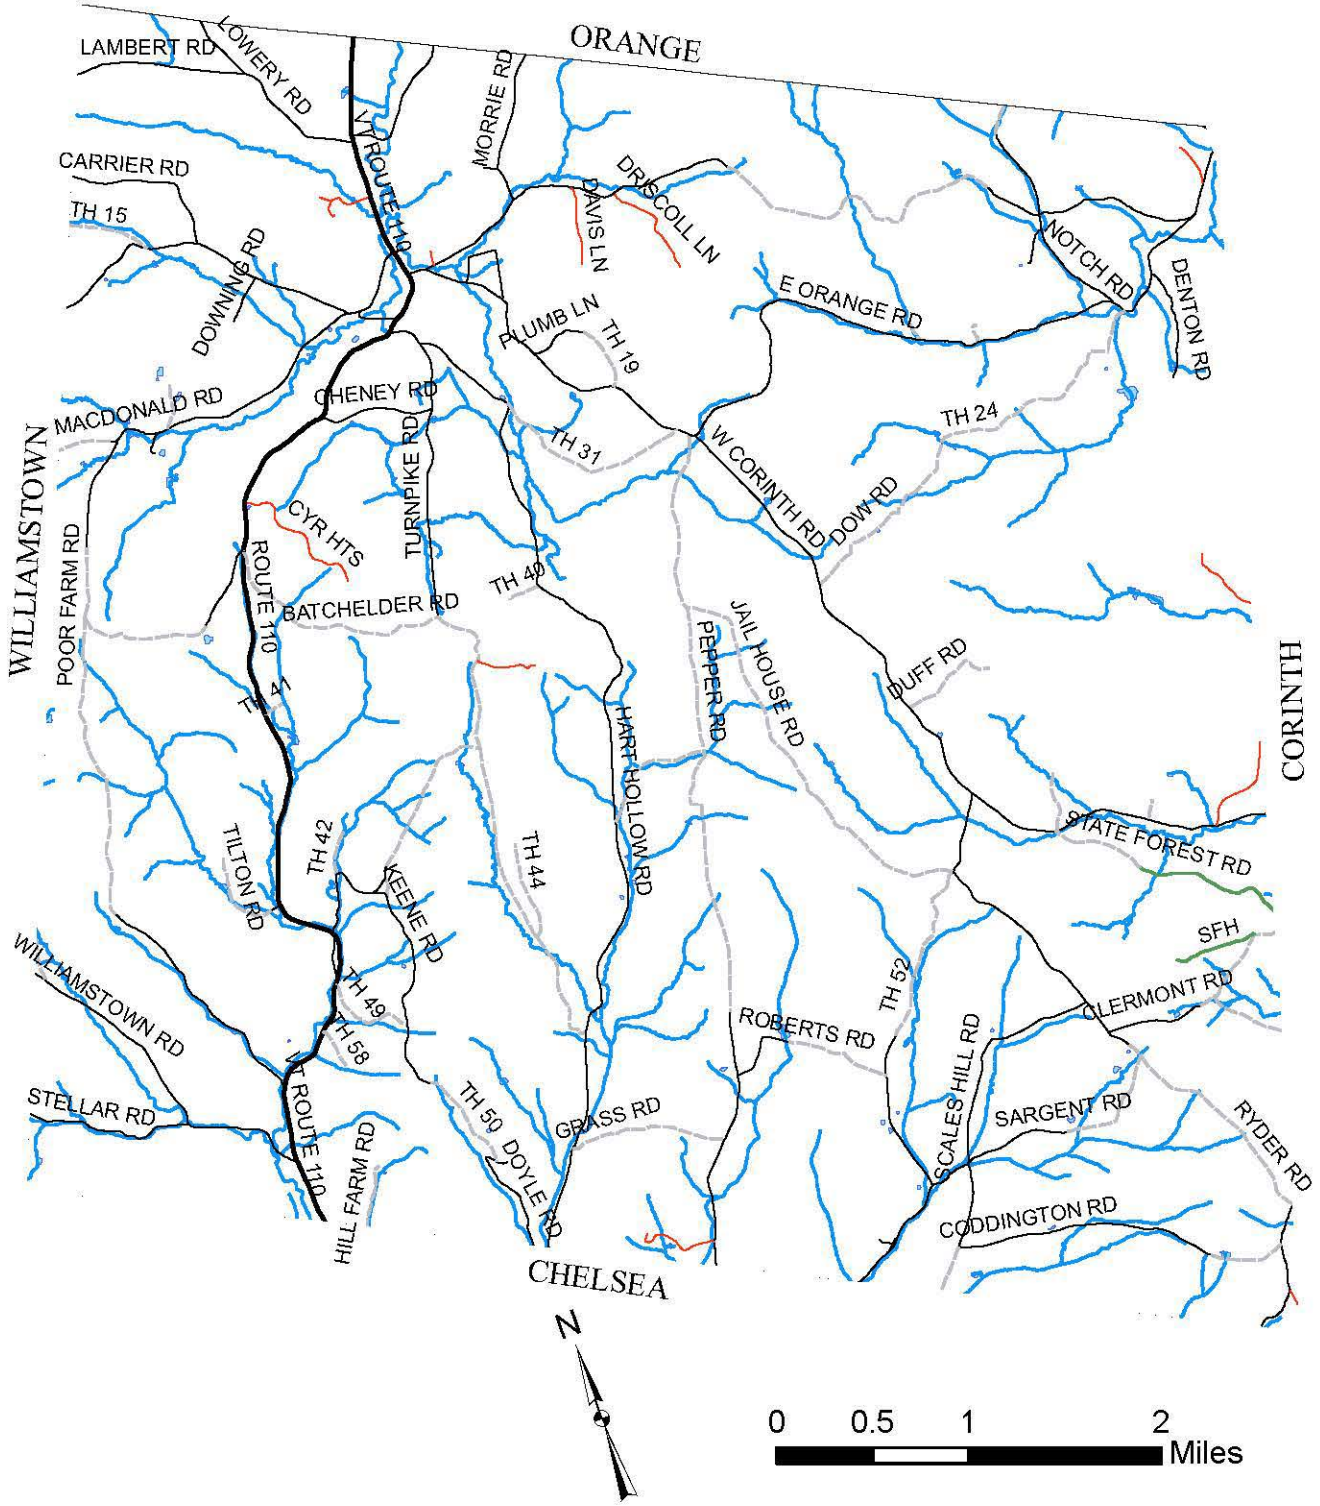 ORANGE
LAMBERT RD
LOWERY RD
MORRIE RD
VT ROUTE 110
CARRIER RD
DRISCOLL LN
DAVIS LN
TH 15
NOTCH RD
DOWNING RD
DENTON RD
E ORANGE RD
PLUMB LN
TH 19
CHENEY RD
MACDONALD RD
TH 24
WILLIAMSTOWN
TH 31
W CORINTH RD
TURNPIKE RD
DOW RD
CYR HTS
POOR FARM RD
ROUTE 110
TH 40
BATCHELDER RD
JAIL HOUSE RD
PEPPER RD
DUFF RD
CORINTH
TH 41
HART HOLLOW RD
TH 42
STATE FOREST RD
TILTON RD
TH 44
KEENE RD
SFH
WILLIAMSTOWN RD
TH 49
TH 52
CLERMONT RD
TH 58
ROBERTS RD
SCALES HILL RD
VT ROUTE 110
STELLAR RD
TH 50
GRASS RD
SARGENT RD
RYDER RD
HILL FARM RD
DOYLE RD
CODDINGTON RD
CHELSEA
N
0 0.5 1 2
Miles